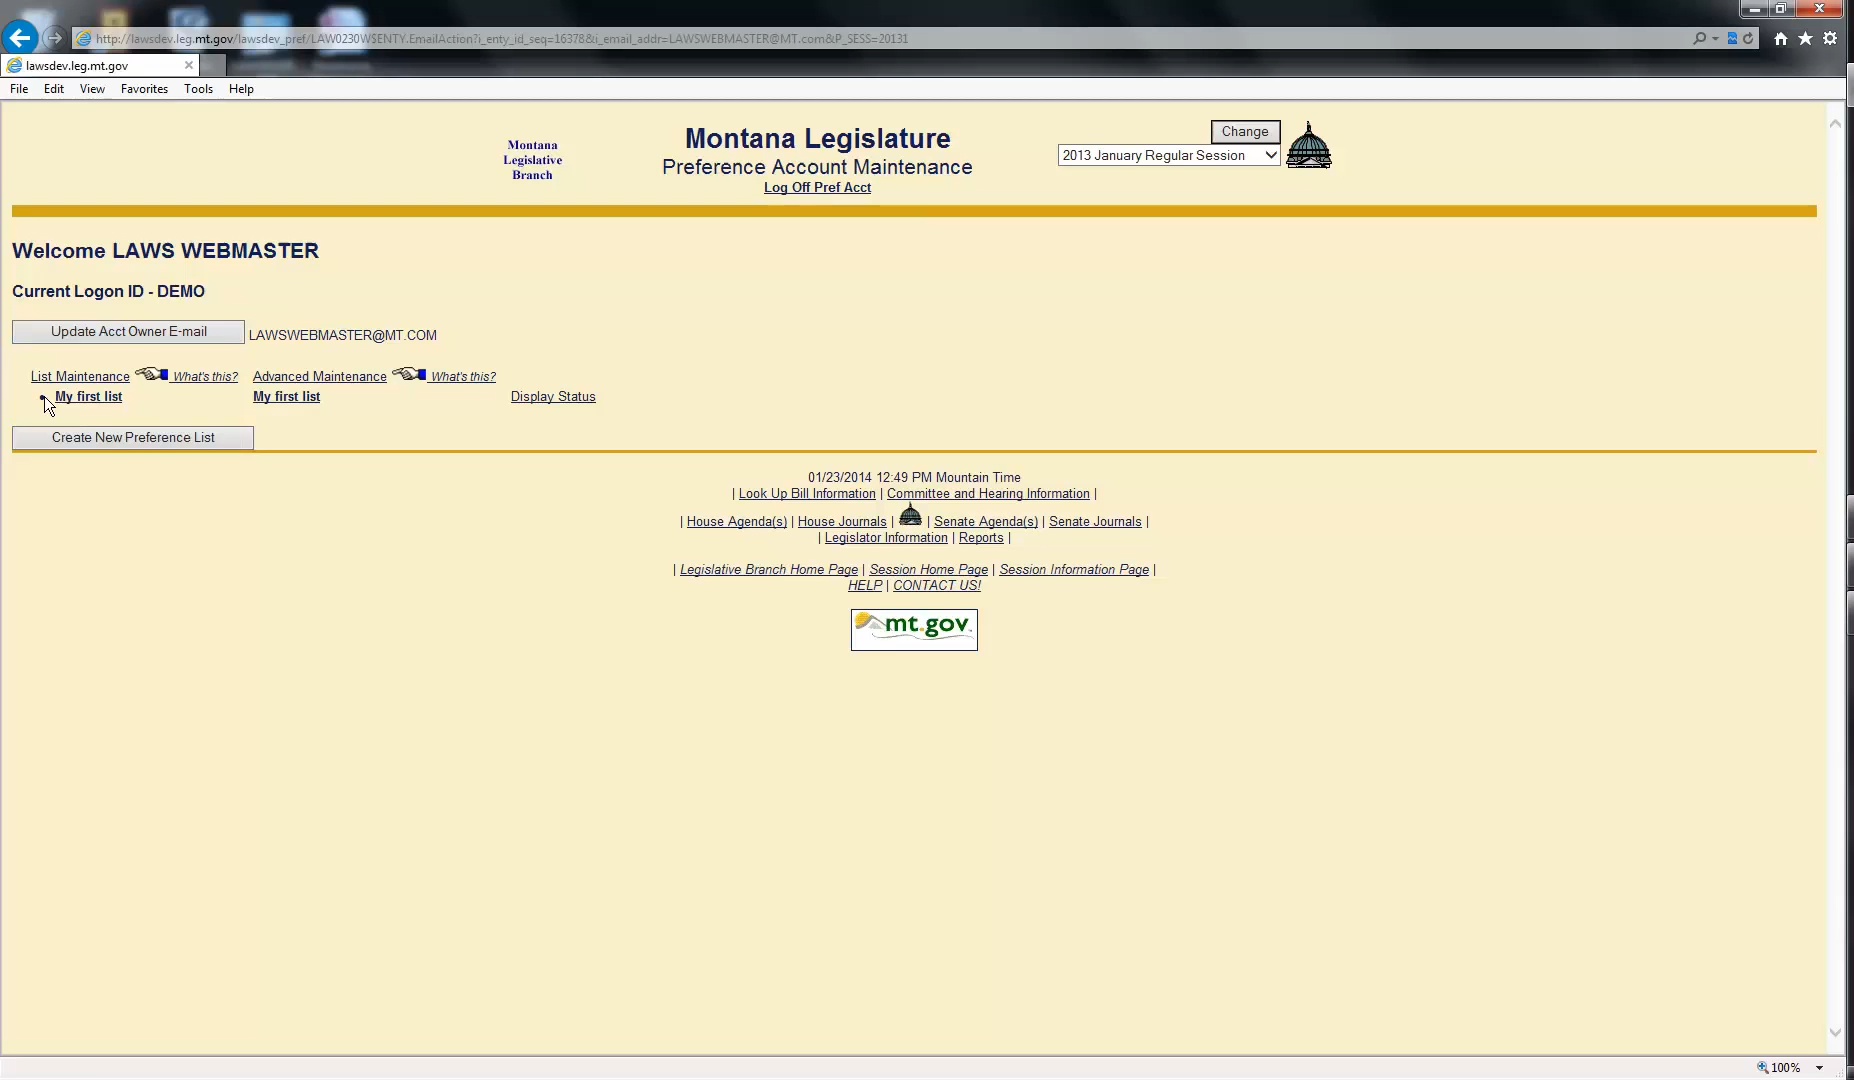 http://lawsdev.leg.mt.gov/lawsdev_pref/LAW0230WSENTY.EmailAction?i_enty_id_seq=16378&i_email_addr=LAWSWEBMASTER@MT.com&P_SESS=20131
lawsdev.leg.mt.gov
File Edit View Favorites Tools Help
Montana
Legislative
Branch
Montana Legislature
Preference Account Maintenance
Log Off Pref Acct
Change
2013 January Regular Session
Welcome LAWS WEBMASTER
Current Logon ID - DEMO
Update Acct Owner E-mail LAWSWEBMASTER@MT.COM
List Maintenance What's this? Advanced Maintenance What's this?
My first list My first list Display Status
Create New Preference List
01/23/2014 12:49 PM Mountain Time
| Look Up Bill Information | Committee and Hearing Information |
| House Agenda(s) | House Journals | | Senate Agenda(s) | Senate Journals |
| Legislator Information | Reports |
| Legislative Branch Home Page | Session Home Page | Session Information Page |
HELP | CONTACT US!
mt.gov
100%